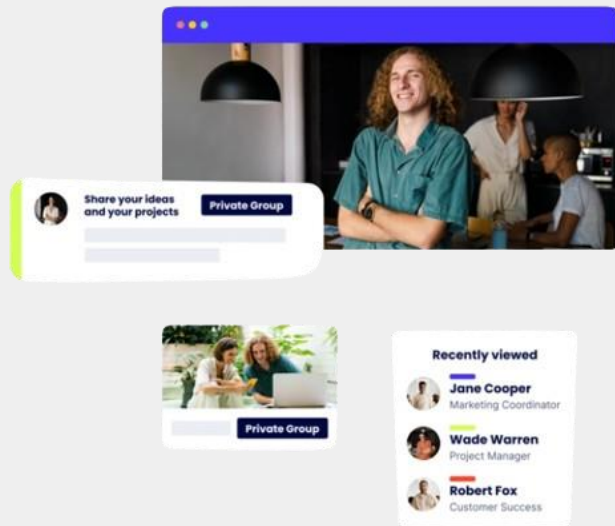 Share your ideas
and your projects
Private Group
Private Group
Recently viewed
Jane Cooper
Marketing Coordinator
Wade Warren
Project Manager
Robert Fox
Customer Success